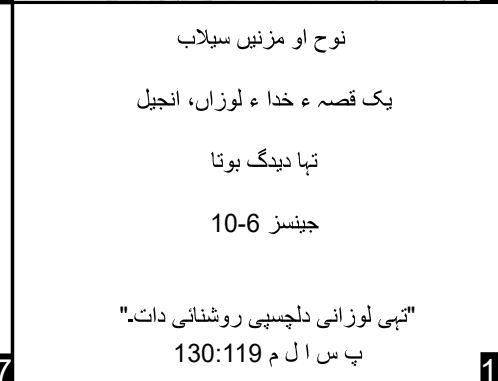 نوح او مزنیں سیلاب
یک قصہ ء خدا ء لوزاں، انجیل
تہا دیدگ بوتا
جینسز 6-10
"تہی لوزانی دلچسپی روشنائی دات۔"
پ س ا ل م 130:119
7
1